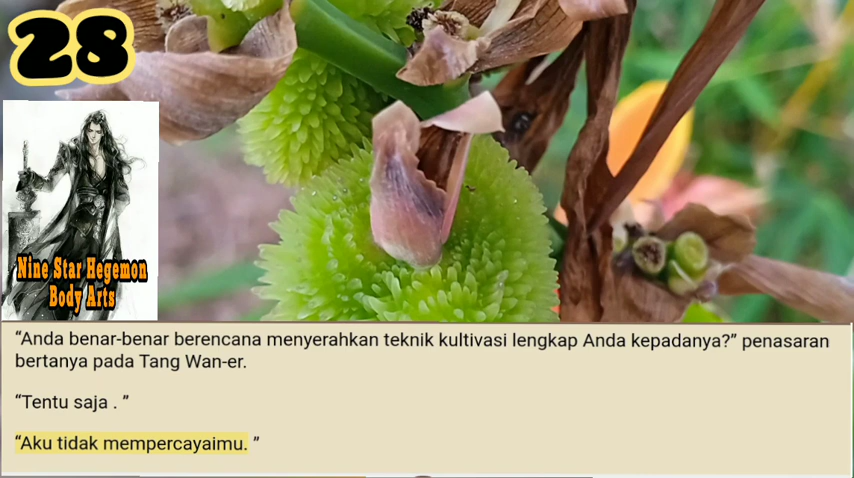 28
Nine Star Hegemon
Body Arts
“Anda benar-benar berencana menyerahkan teknik kultivasi lengkap Anda kepadanya?” penasaran
bertanya pada Tang Wan-er.
“Tentu saja . ”
“Aku tidak mempercayaimu. ”